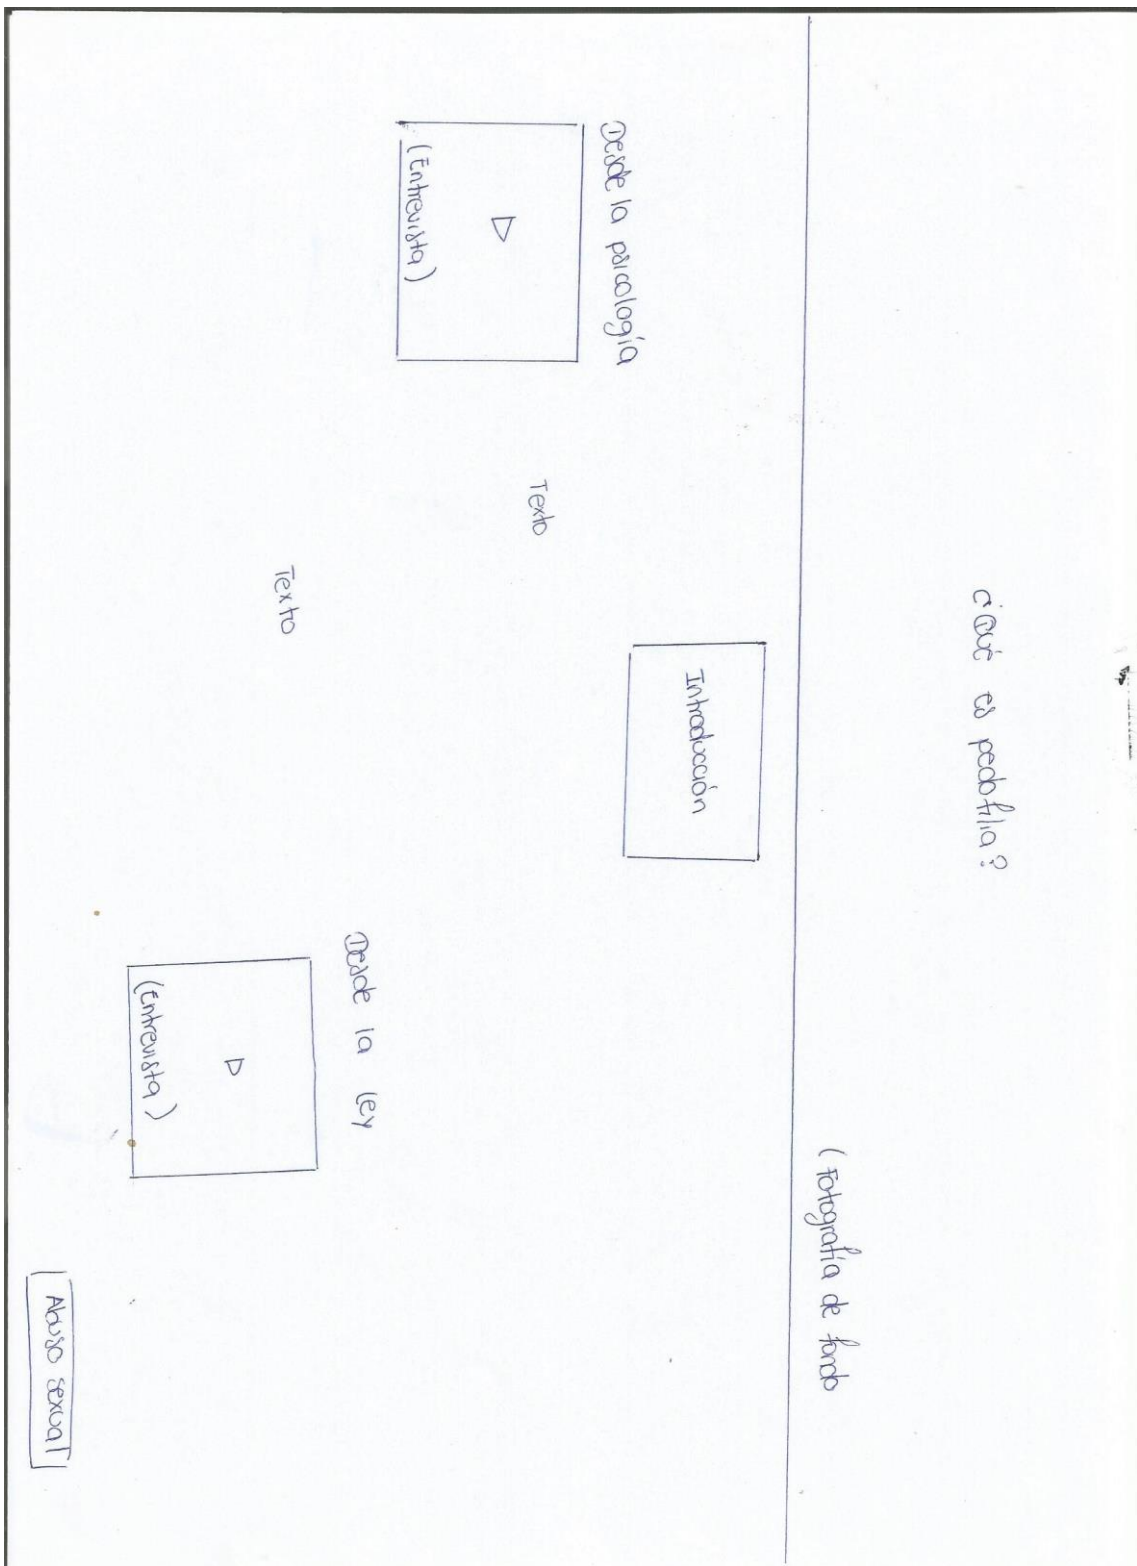 ¿Qué es pedofilia?
(Fotografía de fondo
Introducción
Desde la psicología
(Entrevista)
Texto
Desde la ley
Texto
(Entrevista)
Abuso sexual